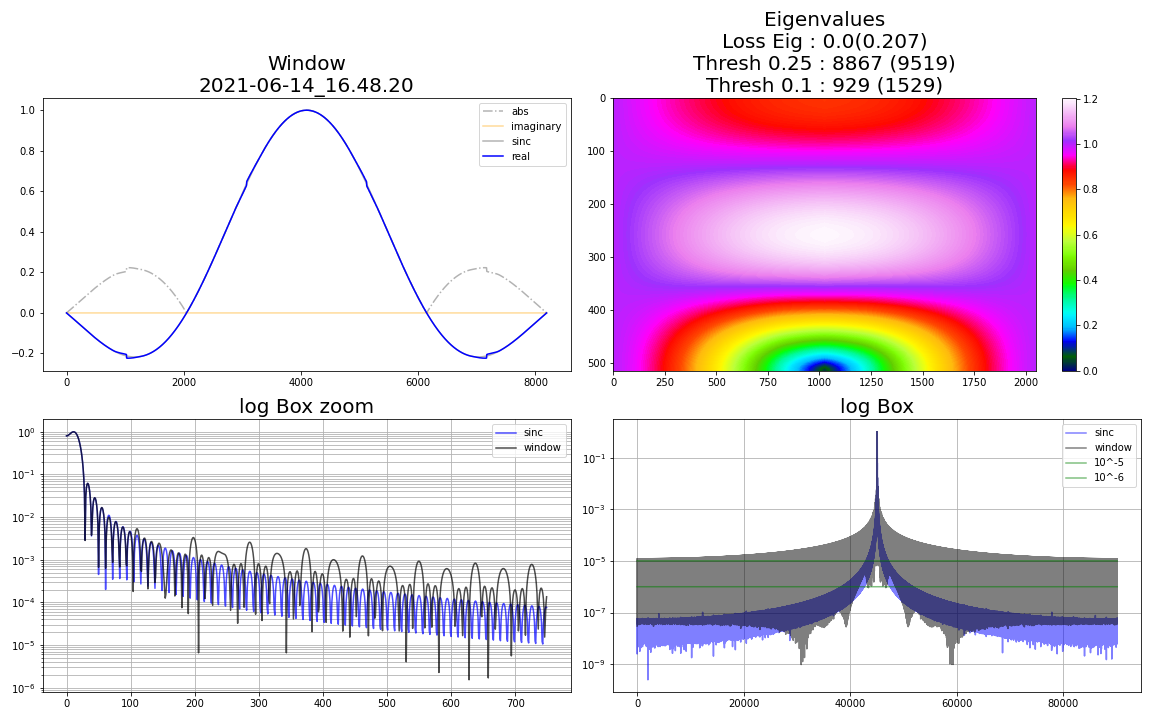 Window
2021-06-14_16.48.20
1.0
0.8
0.6
0.4
0.2
0.0
−0.2
0 2000 4000 6000 8000
abs
imaginary
sinc
real
Eigenvalues
Loss Eig : 0.0(0.207)
Thresh 0.25 : 8867 (9519)
Thresh 0.1 : 929 (1529)
0
100
200
300
400
500
0 250 500 750 1000 1250 1500 1750 2000
1.2
1.0
0.8
0.6
0.4
0.2
0.0
log Box zoom
10^0
10^-1
10^-2
10^-3
10^-4
10^-5
10^-6
0 100 200 300 400 500 600 700
sinc
window
log Box
10^-1
10^-3
10^-5
10^-7
10^-9
0 20000 40000 60000 80000
sinc
window
10^-5
10^-6